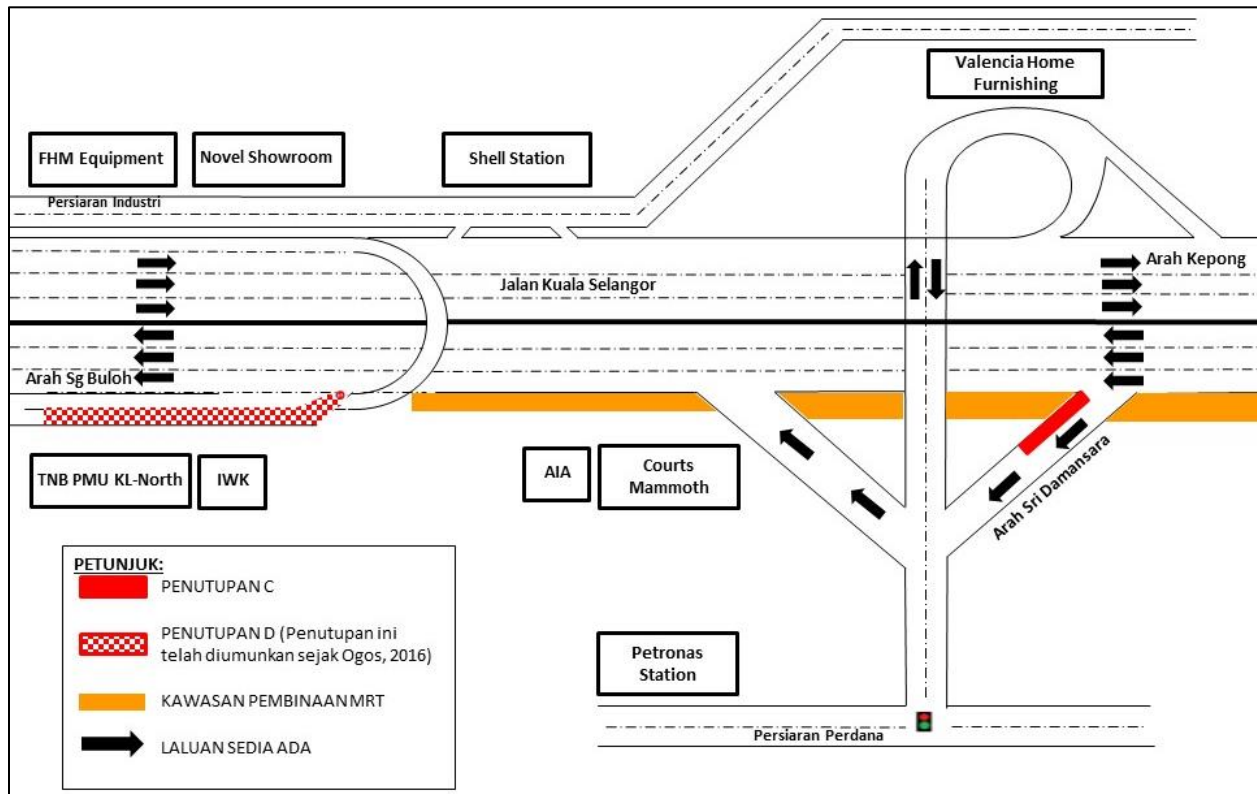 Valencia Home
Furnishing
FHM Equipment
Novel Showroom
Shell Station
Persiaran Industri
Arah Kepong
Jalan Kuala Selangor
Arah Sg Buloh
TNB PMU KL-North
IWK
AIA
Courts
Mammoth
Arah Sri Damansara
PETUNJUK:
PENUTUPAN C
PENUTUPAN D (Penutupan ini
telah diumunkan sejak Ogos, 2016)
KAWASAN PEMBINAAN MRT
LALUAN SEDIA ADA
Petronas
Station
Persiaran Perdana